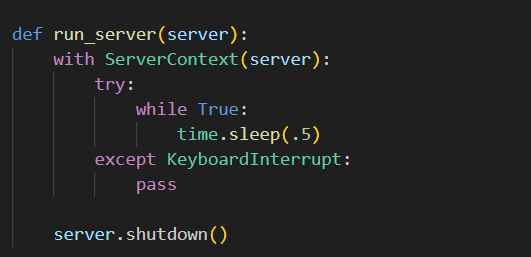 def run_server(server):
    with ServerContext(server):
        try:
            while True:
                time.sleep(.5)
        except KeyboardInterrupt:
            pass

    server.shutdown()